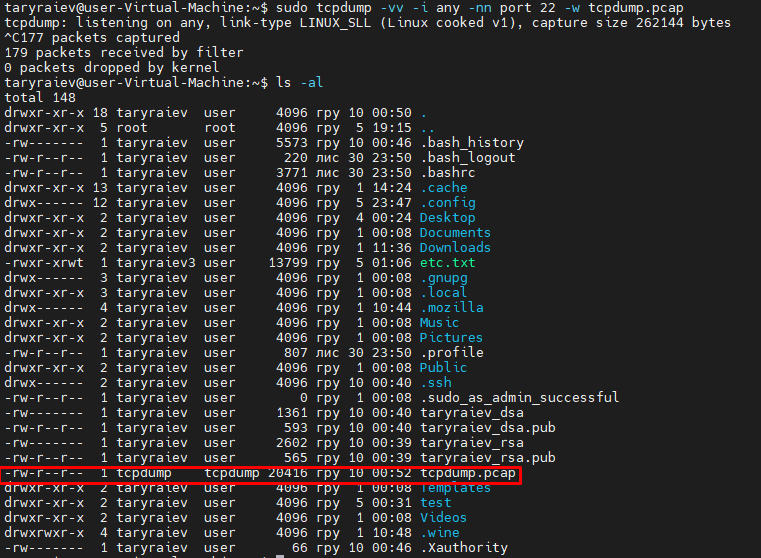 taryraiev@user-Virtual-Machine:~$ sudo tcpdump -vv -i any -nn port 22 -w tcpdump.pcap
tcpdump: listening on any, link-type LINUX_SLL (Linux cooked v1), capture size 262144 bytes
^C177 packets captured
179 packets received by filter
0 packets dropped by kernel
taryraiev@user-Virtual-Machine:~$ ls -al
total 148
drwxr-xr-x 18 taryraiev  user     4096 гру 10 00:50 .
drwxr-xr-x  5 root       root     4096 гру  5 19:15 ..
-rw-------  1 taryraiev  user     5573 гру 10 00:46 .bash_history
-rw-r--r--  1 taryraiev  user      220 лис 30 23:50 .bash_logout
-rw-r--r--  1 taryraiev  user     3771 лис 30 23:50 .bashrc
drwxr-xr-x 13 taryraiev  user     4096 гру  1 14:24 .cache
drwx------ 12 taryraiev  user     4096 гру  5 23:47 .config
drwxr-xr-x  2 taryraiev  user     4096 гру  4 00:24 Desktop
drwxr-xr-x  2 taryraiev  user     4096 гру  1 00:08 Documents
drwxr-xr-x  2 taryraiev  user     4096 гру  1 11:36 Downloads
-rwxr-xrwt  1 taryraiev3 user    13799 гру  5 01:06 etc.txt
drwx------  3 taryraiev  user     4096 гру  1 00:08 .gnupg
drwxr-xr-x  3 taryraiev  user     4096 гру  1 00:08 .local
drwx------  4 taryraiev  user     4096 гру  1 10:44 .mozilla
drwxr-xr-x  2 taryraiev  user     4096 гру  1 00:08 Music
drwxr-xr-x  2 taryraiev  user     4096 гру  1 00:08 Pictures
-rw-r--r--  1 taryraiev  user      807 лис 30 23:50 .profile
drwxr-xr-x  2 taryraiev  user     4096 гру  1 00:08 Public
drwx------  2 taryraiev  user     4096 гру 10 00:40 .ssh
-rw-r--r--  1 taryraiev  user        0 гру  1 00:08 .sudo_as_admin_successful
-rw-------  1 taryraiev  user     1361 гру 10 00:40 taryraiev_dsa
-rw-r--r--  1 taryraiev  user      593 гру 10 00:40 taryraiev_dsa.pub
-rw-------  1 taryraiev  user     2602 гру 10 00:39 taryraiev_rsa
-rw-r--r--  1 taryraiev  user      565 гру 10 00:39 taryraiev_rsa.pub
-rw-r--r--  1 tcpdump    tcpdump 20416 гру 10 00:52 tcpdump.pcap
drwxr-xr-x  2 taryraiev  user     4096 гру  1 00:08 Templates
drwxr-xr-x  2 taryraiev  user     4096 гру  5 00:31 test
drwxr-xr-x  2 taryraiev  user     4096 гру  1 00:08 Videos
drwxrwxr-x  4 taryraiev  user     4096 гру  1 10:48 .wine
-rw-------  1 taryraiev  user       66 гру 10 00:46 .Xauthority